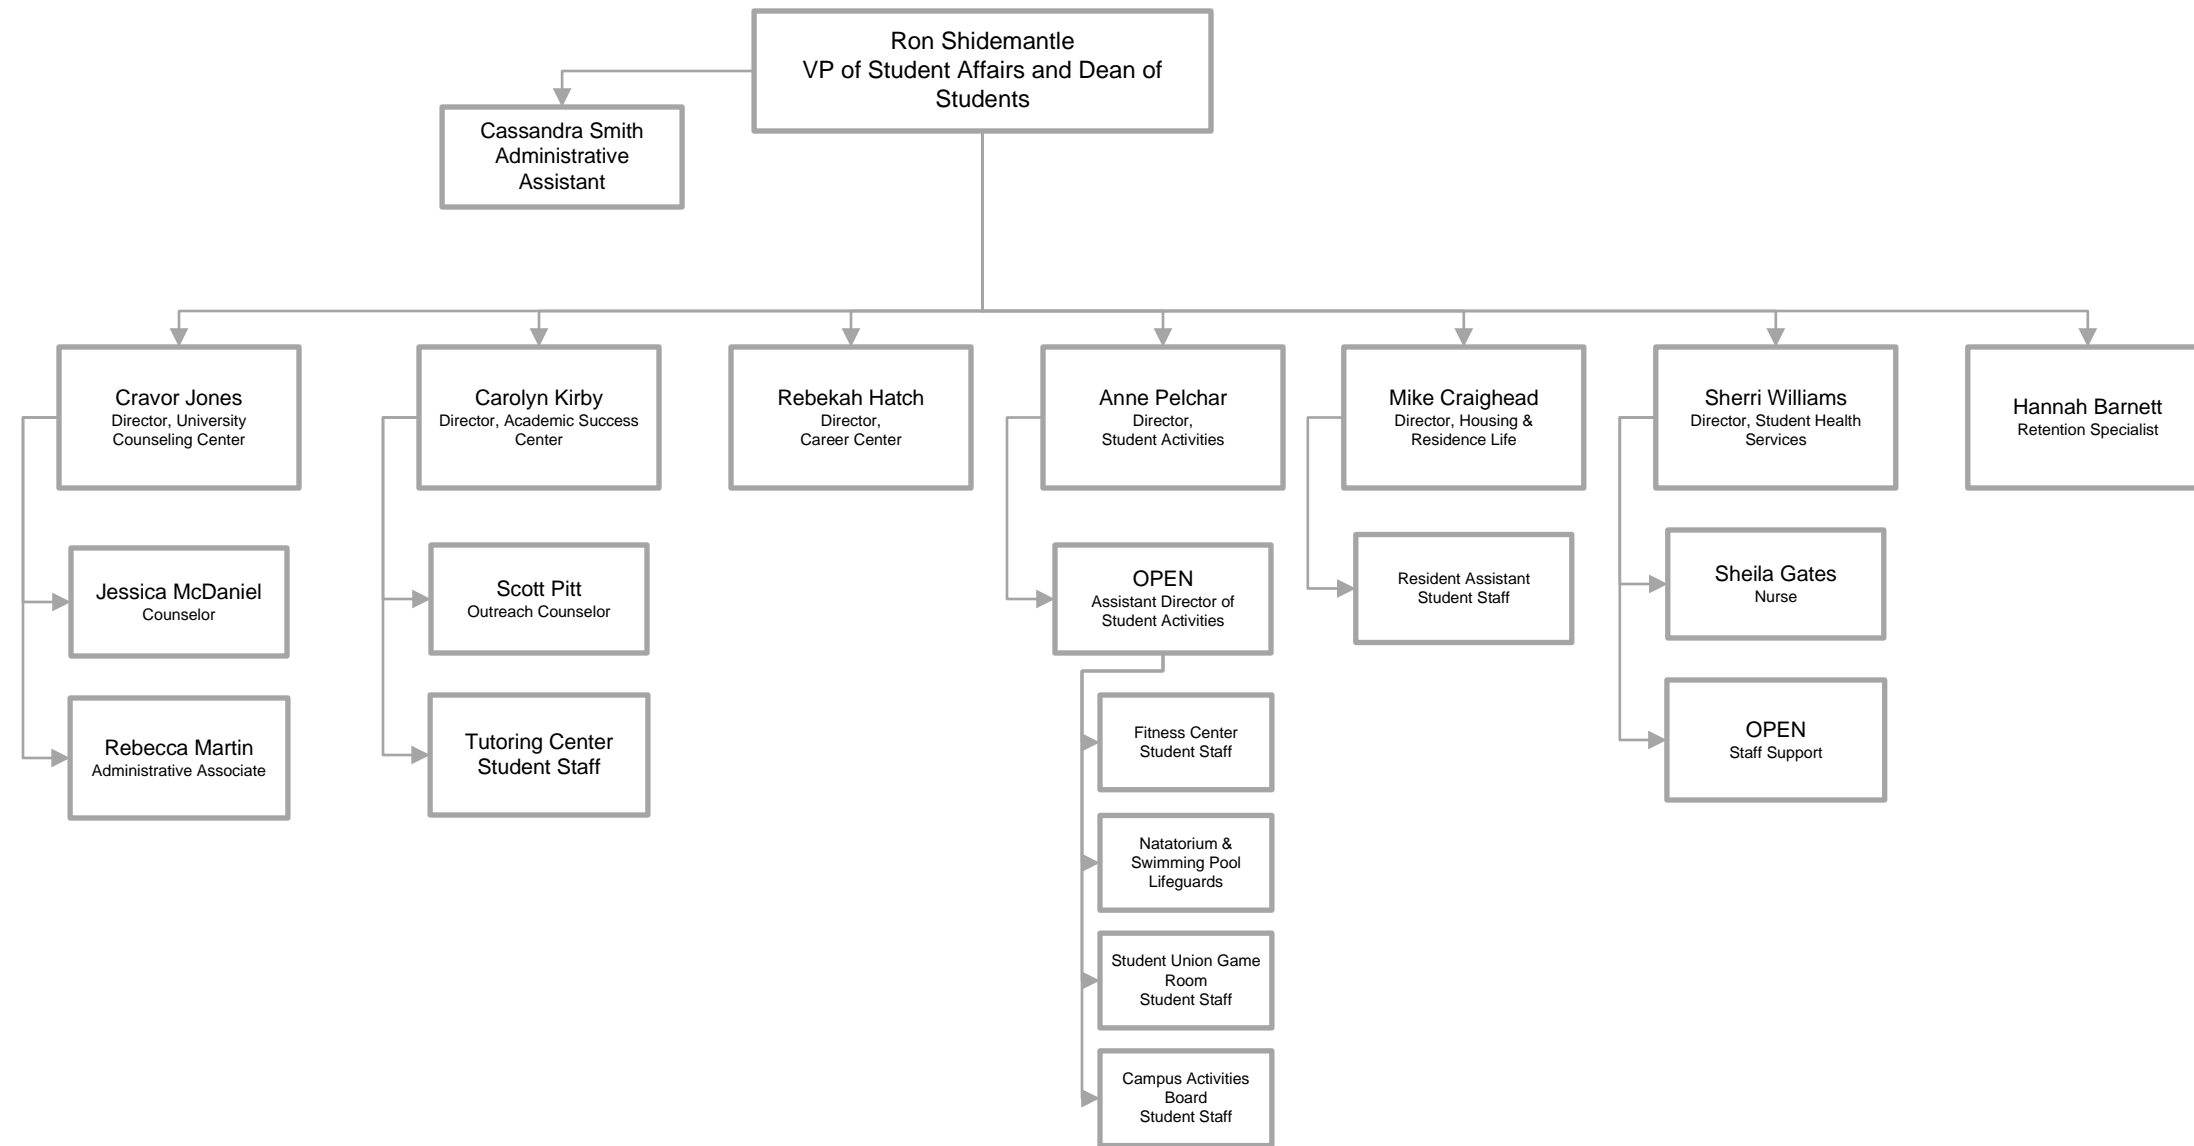 Ron Shidemantle
VP of Student Affairs and Dean of
Students
Cassandra Smith
Administrative
Assistant
Cravor Jones
Director, University
Counseling Center
Carolyn Kirby
Director, Academic Success
Center
Rebekah Hatch
Director,
Career Center
Anne Pelchar
Director,
Student Activities
Mike Craighead
Director, Housing &
Residence Life
Sherri Williams
Director, Student Health
Services
Hannah Barnett
Retention Specialist
Jessica McDaniel
Counselor
Scott Pitt
Outreach Counselor
OPEN
Assistant Director of
Student Activities
Resident Assistant
Student Staff
Sheila Gates
Nurse
Rebecca Martin
Administrative Associate
Tutoring Center
Student Staff
Fitness Center
Student Staff
OPEN
Staff Support
Natatorium &
Swimming Pool
Lifeguards
Student Union Game
Room
Student Staff
Campus Activities
Board
Student Staff